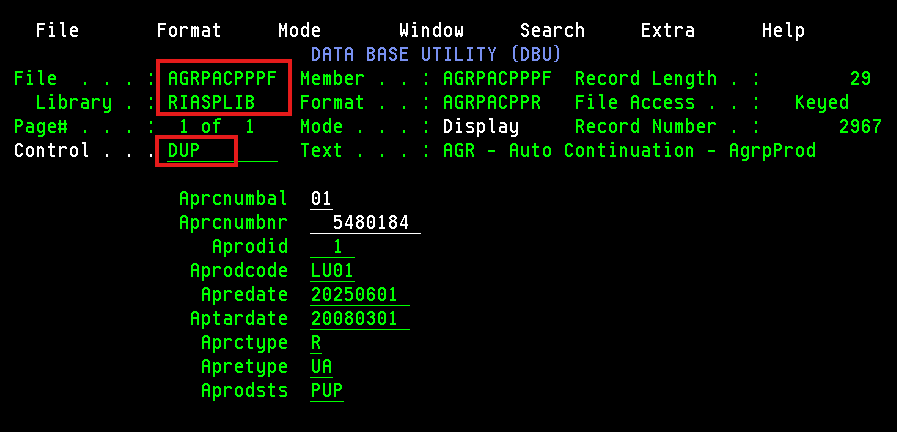 File Format Mode Window Search Extra Help
DATA BASE UTILITY (DBU)
File . . . : AGRPACPPPF Member . . : AGRPACPPPF Record Length . : 29
Library . : RIASPLIB Format . . : AGRPACPPR File Access . . : Keyed
Page# . . . : 1 of 1 Mode . . . : Display Record Number . : 2967
Control . . . DUP Text . . . : AGR - Auto Continuation - AgrpProd
Aprcnumbal 01
Aprcnumbnr 5480184
Aprodid 1
Aprodcode LU01
Apredate 20250601
Aptardate 20080301
Aprctype R
Apretype UA
Aprodsts PUP